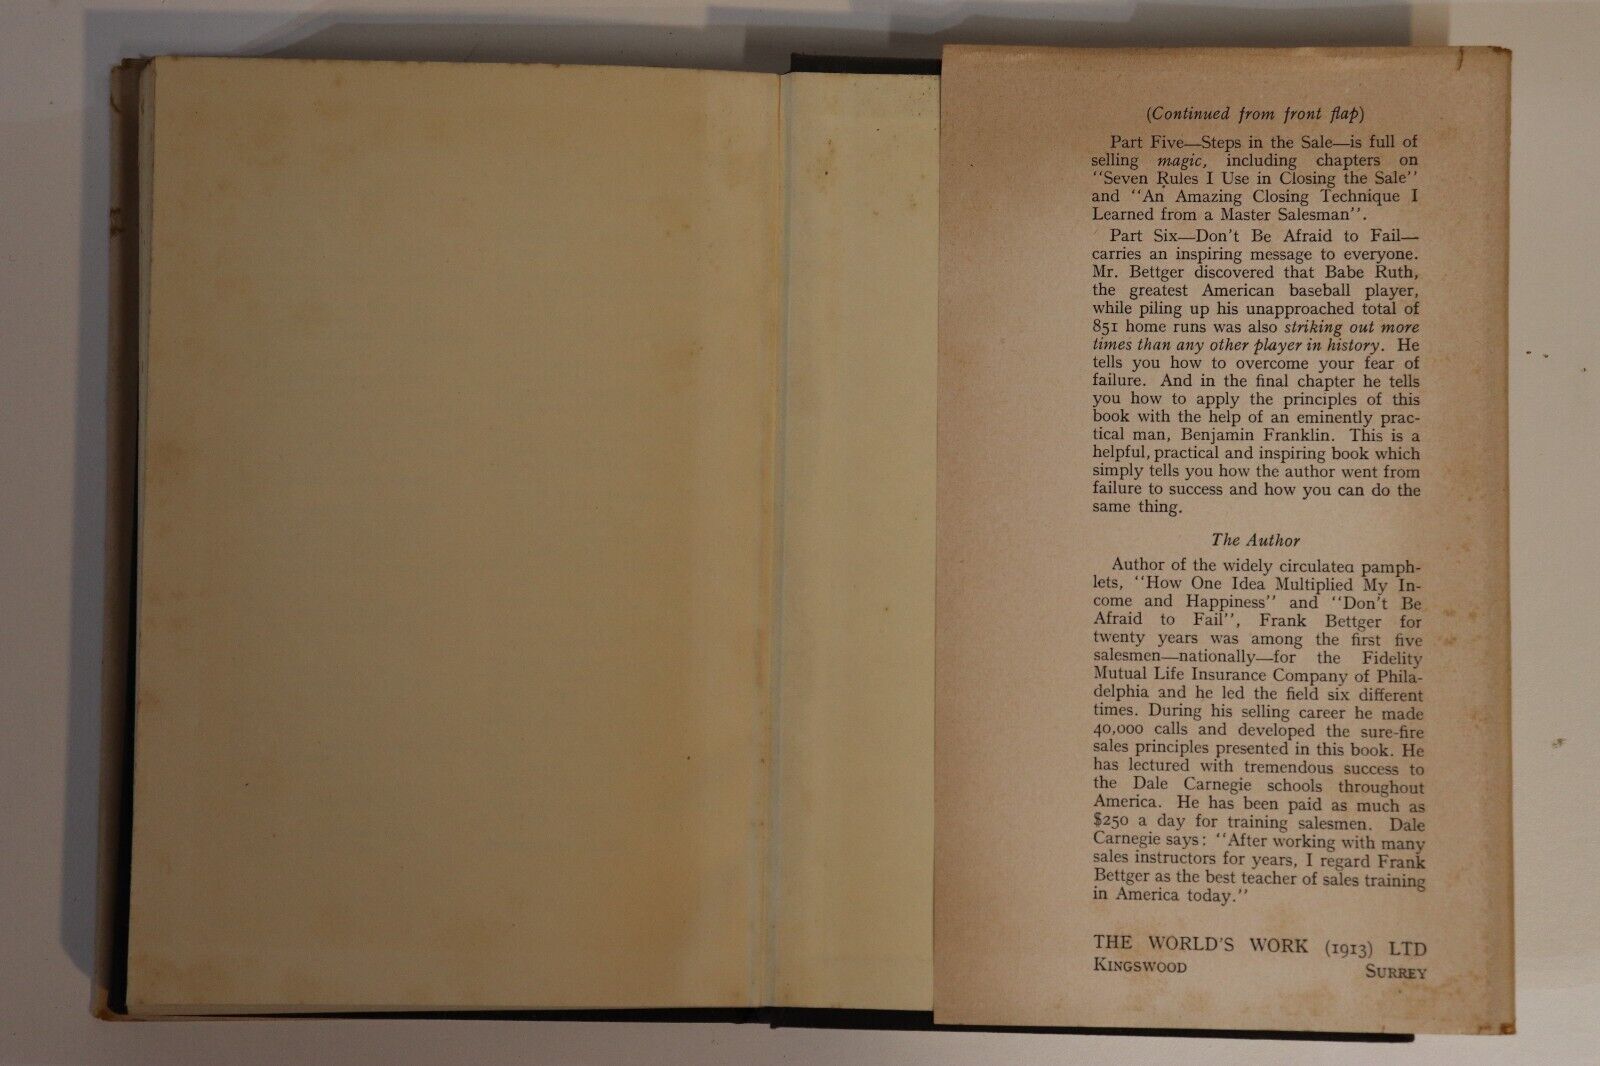 (Continued from front flap)
Part Five—Steps in the Sale—is full of
selling magic, including chapters on
"Seven Rules I Use in Closing the Sale"
and "An Amazing Closing Technique I
Learned from a Master Salesman".
Part Six—Don't Be Afraid to Fail—
carries an inspiring message to everyone.
Mr. Bettger discovered that Babe Ruth,
the greatest American baseball player,
while piling up his unapproached total of
851 home runs was also striking out more
times than any other player in history. He
tells you how to overcome your fear of
failure. And in the final chapter he tells
you how to apply the principles of this
book with the help of an eminently prac-
tical man, Benjamin Franklin. This is a
helpful, practical and inspiring book which
simply tells you how the author went from
failure to success and how you can do the
same thing.
The Author
Author of the widely circulated pamph-
lets, "How One Idea Multiplied My In-
come and Happiness" and "Don't Be
Afraid to Fail", Frank Bettger for
twenty years was among the first five
salesmen—nationally—for the Fidelity
Mutual Life Insurance Company of Phila-
delphia and he led the field six different
times. During his selling career he made
40,000 calls and developed the sure-fire
sales principles presented in this book. He
has lectured with tremendous success to
the Dale Carnegie schools throughout
America. He has been paid as much as
$250 a day for training salesmen. Dale
Carnegie says: "After working with many
sales instructors for years, I regard Frank
Bettger as the best teacher of sales training
in America today."
THE WORLD'S WORK (1913) LTD
KINGSWOOD SURREY